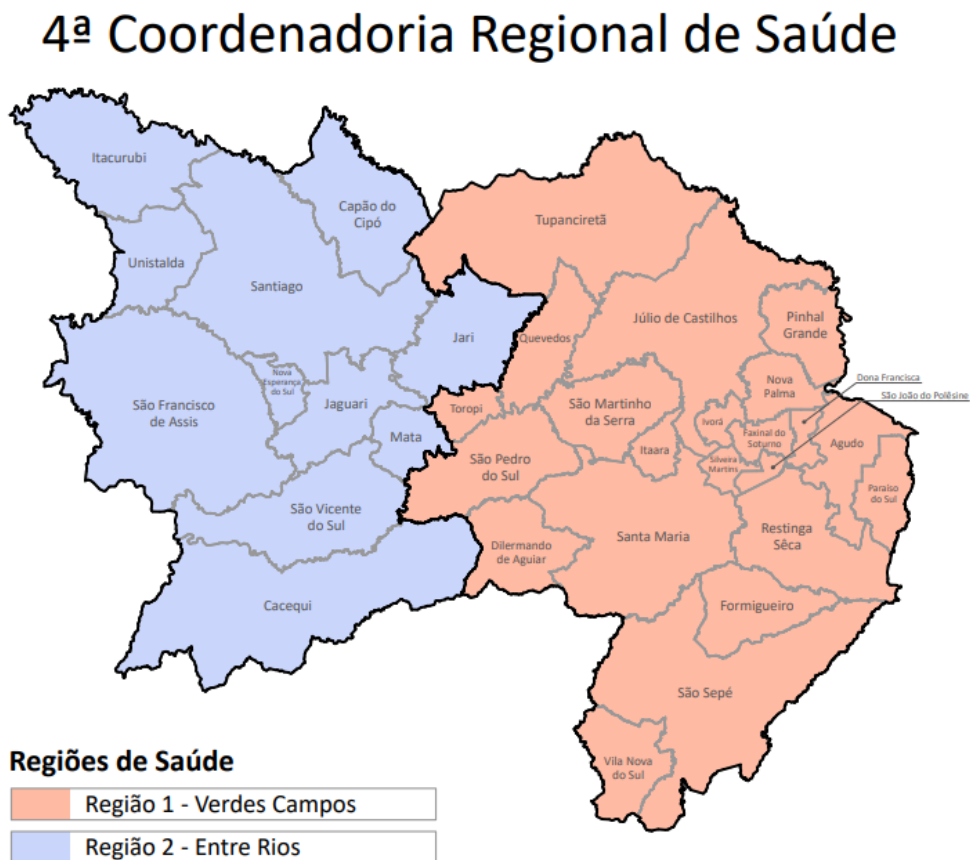 4ª Coordenadoria Regional de Saúde
Itacurubi
Capão do
Cipó
Tupanciretã
Unistalda
Santiago
Jari
Quevedos
Júlio de Castilhos
Pinhal
Grande
Nova
Esperança
do Sul
Jaguari
São Francisco
de Assis
Mata
Toropi
São Martinho
da Serra
Nova
Palma
Dona Francisca
São João do Polêsine
Ivorá
Faxinal do
Soturno
Agudo
Itaara
Silveira
Martins
São Pedro
do Sul
Paraíso
do Sul
São Vicente
do Sul
Santa Maria
Restinga
Sêca
Dilermando
de Aguiar
Cacequi
Formigueiro
São Sepé
Vila Nova
do Sul
Regiões de Saúde
Região 1 - Verdes Campos
Região 2 - Entre Rios